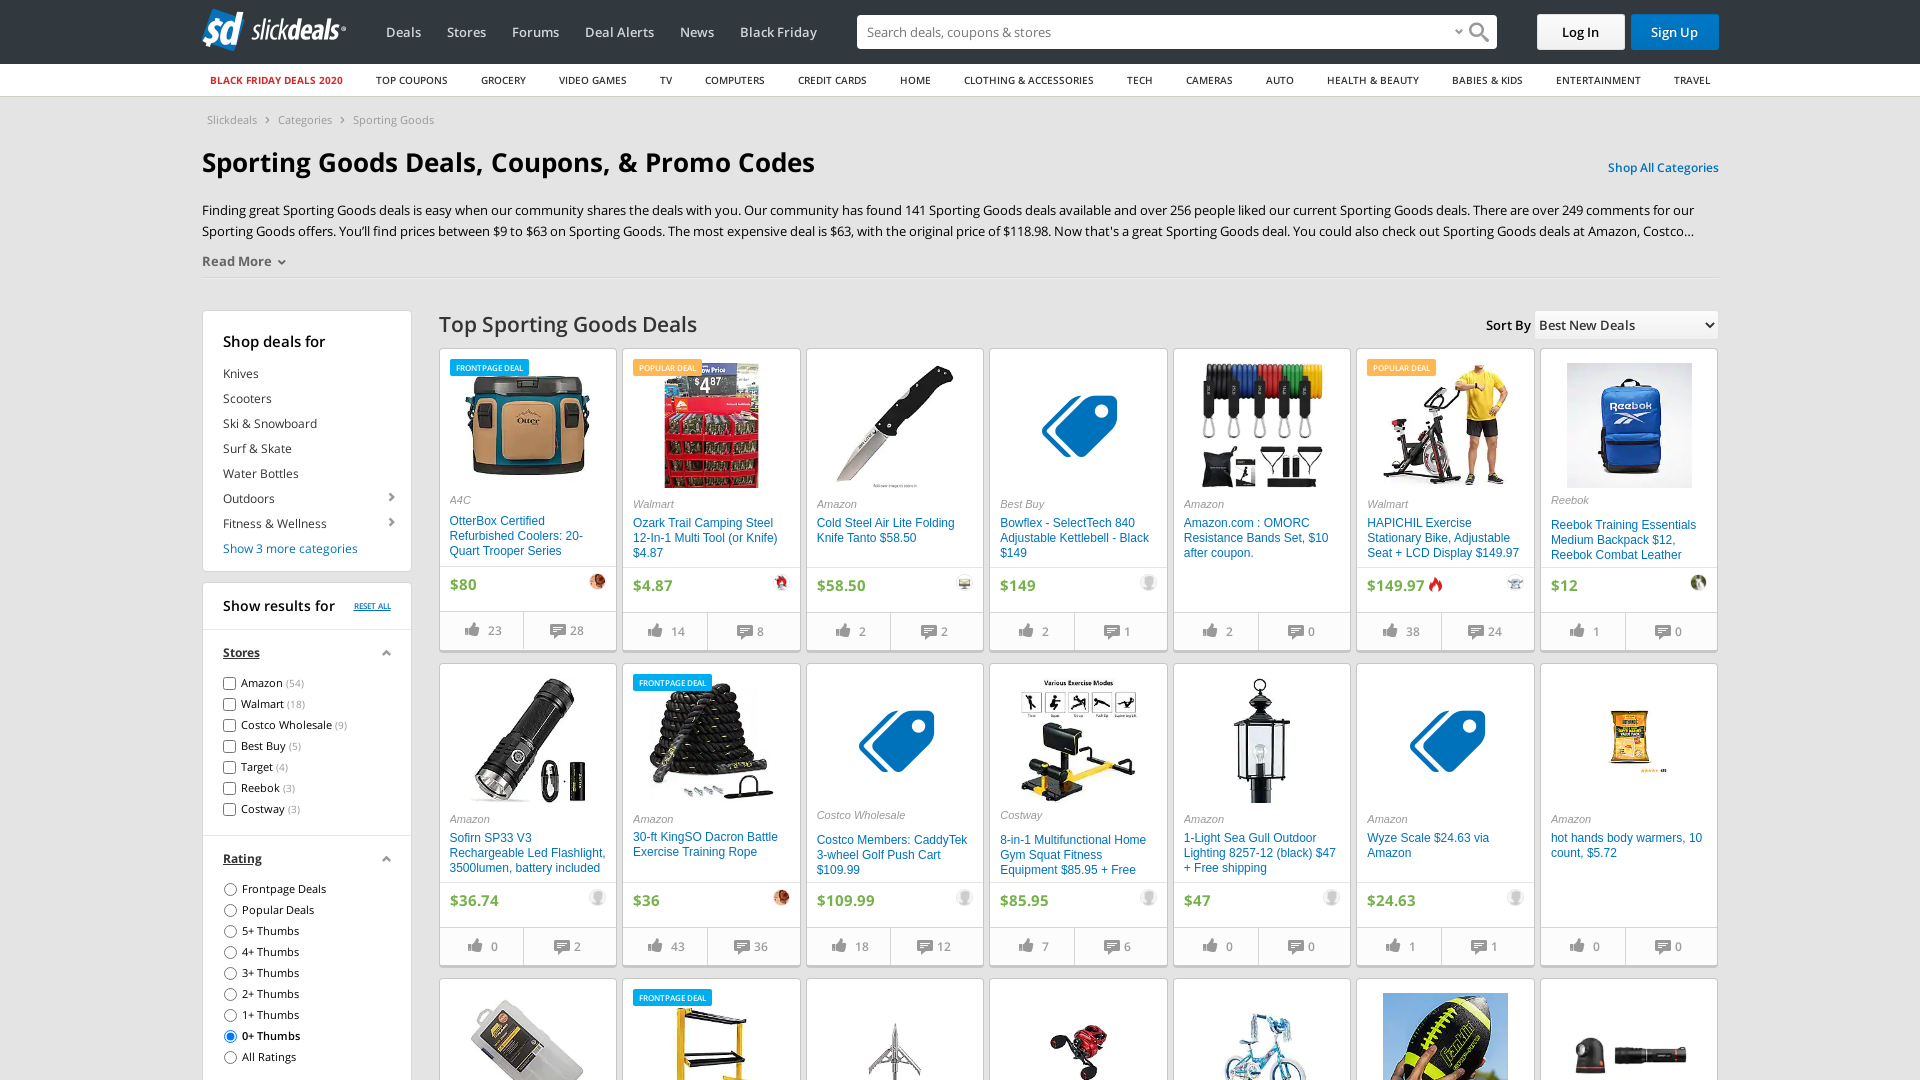 sd slickdeals
Deals
Stores
Forums
Deal Alerts
News
Black Friday
Search deals, coupons & stores
Log In
Sign Up
BLACK FRIDAY DEALS 2020
TOP COUPONS
GROCERY
VIDEO GAMES
TV
COMPUTERS
CREDIT CARDS
HOME
CLOTHING & ACCESSORIES
TECH
CAMERAS
AUTO
HEALTH & BEAUTY
BABIES & KIDS
ENTERTAINMENT
TRAVEL
Slickdeals
Categories
Sporting Goods
Sporting Goods Deals, Coupons, & Promo Codes
Shop All Categories
Finding great Sporting Goods deals is easy when our community shares the deals with you. Our community has found 141 Sporting Goods deals available and over 256 people liked our current Sporting Goods deals. There are over 249 comments for our
Sporting Goods offers. You'll find prices between $9 to $63 on Sporting Goods. The most expensive deal is $63, with the original price of $118.98. Now that's a great Sporting Goods deal. You could also check out Sporting Goods deals at Amazon, Costco...
Read More
Shop deals for
Knives
Scooters
Ski & Snowboard
Surf & Skate
Water Bottles
Outdoors
Fitness & Wellness
Show 3 more categories
Show results for
RESET ALL
Stores
Amazon (54)
Walmart (18)
Costco Wholesale (9)
Best Buy (5)
Target (4)
Reebok (3)
Costway (3)
Rating
Frontpage Deals
Popular Deals
5+ Thumbs
4+ Thumbs
3+ Thumbs
2+ Thumbs
1+ Thumbs
0+ Thumbs
All Ratings
Top Sporting Goods Deals
Sort By
Best New Deals
FRONTPAGE DEAL
Otter
A4C
OtterBox Certified
Refurbished Coolers: 20-
Quart Trooper Series
$80
23
28
POPULAR DEAL
ow Price
$4.87
Walmart
Ozark Trail Camping Steel
12-In-1 Multi Tool (or Knife)
$4.87
$4.87
14
8
Amazon
Cold Steel Air Lite Folding
Knife Tanto $58.50
$58.50
2
2
Best Buy
Bowflex - SelectTech 840
Adjustable Kettlebell - Black
$149
$149
2
1
Amazon
Amazon.com : OMORC
Resistance Bands Set, $10
after coupon.
2
0
POPULAR DEAL
Walmart
HAPICHIL Exercise
Stationary Bike, Adjustable
Seat + LCD Display $149.97
$149.97
38
24
Reebok
Reebok
Reebok Training Essentials
Medium Backpack $12,
Reebok Combat Leather
$12
1
0
Amazon
Sofirn SP33 V3
Rechargeable Led Flashlight,
3500lumen, battery included
$36.74
0
2
FRONTPAGE DEAL
Amazon
30-ft KingSO Dacron Battle
Exercise Training Rope
$36
43
36
Costco Wholesale
Costco Members: CaddyTek
3-wheel Golf Push Cart
$109.99
$109.99
18
12
Various Exercise Modes
Costway
8-in-1 Multifunctional Home
Gym Squat Fitness
Equipment $85.95 + Free
$85.95
7
6
Amazon
1-Light Sea Gull Outdoor
Lighting 8257-12 (black) $47
+ Free shipping
$47
0
0
Amazon
Wyze Scale $24.63 via
Amazon
$24.63
1
1
Amazon
hot hands body warmers, 10
count, $5.72
0
0
FRONTPAGE DEAL
Franklin